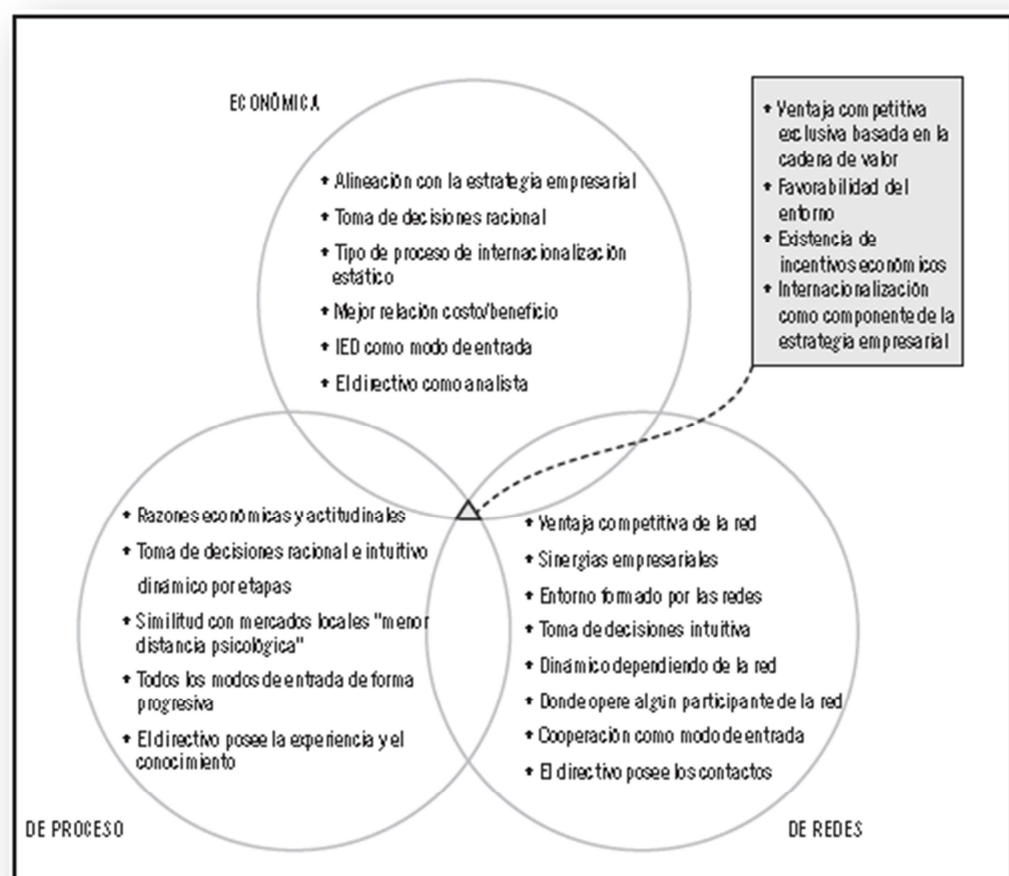 ECONÓMICA
• Alineación con la estrategia empresarial
• Toma de decisiones racional
• Tipo de proceso de internacionalización
estático
• Mejor relación costo/beneficio
• IED como modo de entrada
• El directivo como analista
• Ventaja competitiva
exclusiva basada en la
cadena de valor
• Favorabilidad del
entorno
• Existencia de
incentivos económicos
• Internacionalización
como componente de la
estrategia empresarial
• Razones económicas y actitudinales
• Toma de decisiones racional e intuitivo
dinámico por etapas
• Similitud con mercados locales "menor
distancia psicológica"
• Todos los modos de entrada de forma
progresiva
• El directivo posee la experiencia y el
conocimiento
DE PROCESO
• Ventaja competitiva de la red
• Sinergias empresariales
• Entorno formado por las redes
• Toma de decisiones intuitiva
• Dinámico dependiendo de la red
• Donde opere algún participante de la red
• Cooperación como modo de entrada
• El directivo posee los contactos
DE REDES